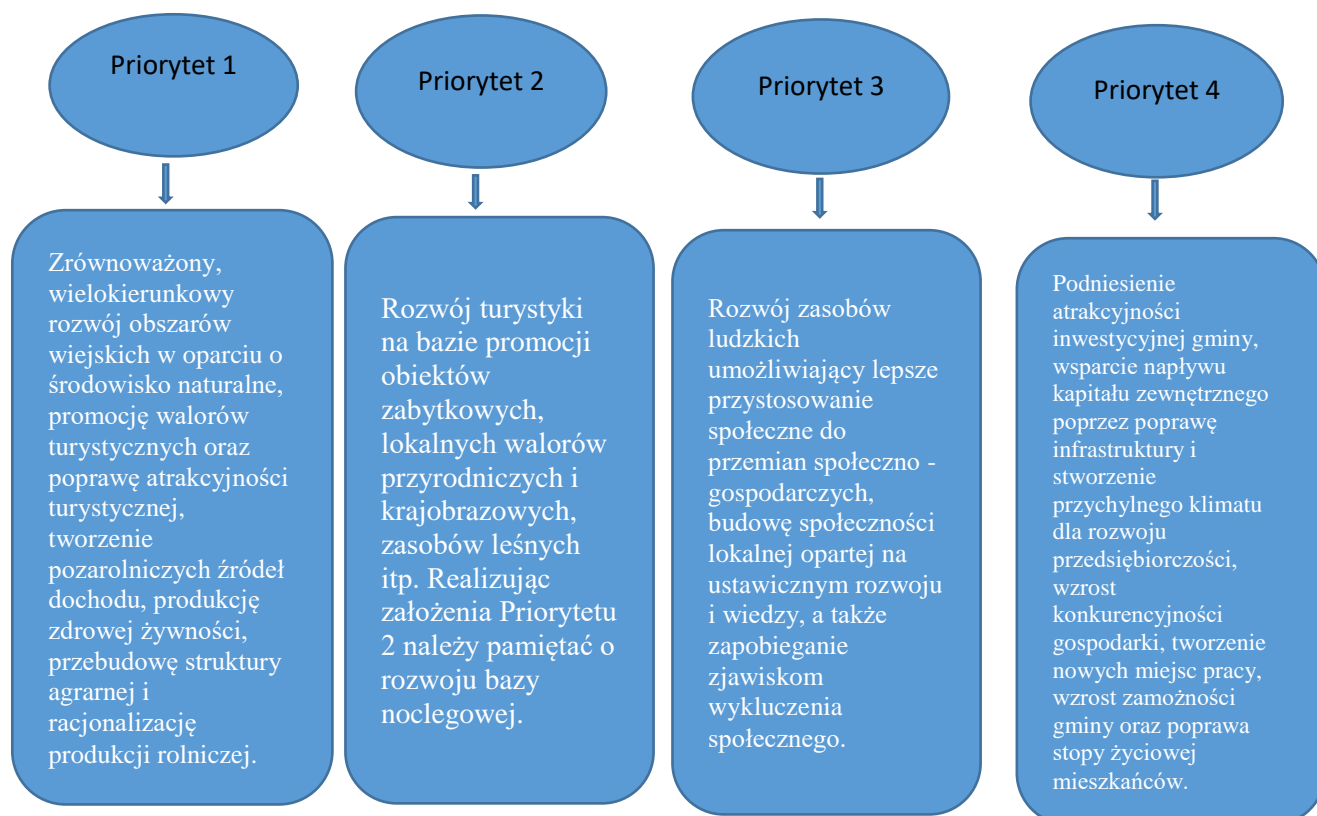 Priorytet 1
Zrównoważony,
wielokierunkowy
rozwój obszarów
wiejskich w oparciu o
środowisko naturalne,
promocję walorów
turystycznych oraz
poprawę atrakcyjności
turystycznej,
tworzenie
pozarolniczych źródeł
dochodu, produkcję
zdrowej żywności,
przebudowę struktury
agrarnej i
racjonalizację
produkcji rolniczej.
Priorytet 2
Rozwój turystyki
na bazie promocji
obiektów
zabytkowych,
lokalnych walorów
przyrodniczych i
krajobrazowych,
zasobów leśnych
itp. Realizując
założenia Priorytetu
2 należy pamiętać o
rozwoju bazy
noclegowej.
Priorytet 3
Rozwój zasobów
ludzkich
umożliwiający lepsze
przystosowanie
społeczne do
przemian społeczno -
gospodarczych,
budowę społeczności
lokalnej opartej na
ustawicznym rozwoju
i wiedzy, a także
zapobieganie
zjawiskom
wykluczenia
społecznego.
Priorytet 4
Podniesienie
atrakcyjności
inwestycyjnej gminy,
wsparcie napływu
kapitału zewnętrznego
poprzez poprawę
infrastruktury i
stworzenie
przychylnego klimatu
dla rozwoju
przedsiębiorczości,
wzrost
konkurencyjności
gospodarki, tworzenie
nowych miejsc pracy,
wzrost zamożności
gminy oraz poprawa
stopy życiowej
mieszkańców.